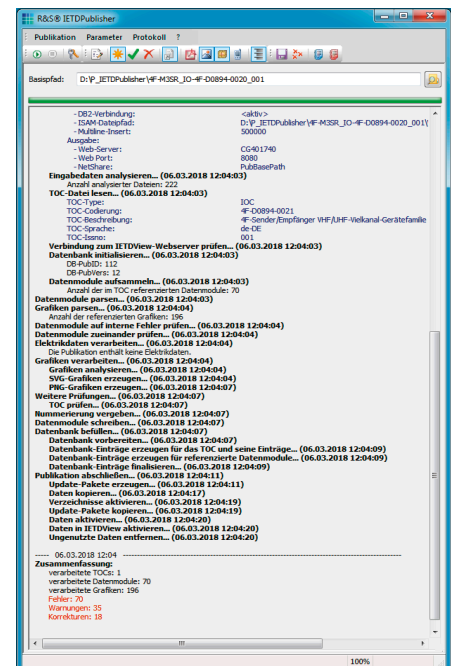 R&S® IETDPublisher
Publikation Parameter Protokoll ?
Basispfad: D:\P_IETDPublisher\4F-M3SR_IO-4F-D0894-0020_001
- DB2-Verbindung: <aktiv>
- ISAM-Dateipfad: D:\P_IETDPublisher\4F-M3SR_IO-4F-D0894-0020_001\(
- Multiline-Insert: 500000
Ausgabe:
- Web-Server: CG401740
- Web Port: 8080
- NetShare: PubBasePath
Eingabedaten analysieren... (06.03.2018 12:04:03)
Anzahl analysierter Dateien: 222
TOC-Datei lesen... (06.03.2018 12:04:03)
TOC-Type: IOC
TOC-Codierung: 4F-D0894-0021
TOC-Beschreibung: 4F-Sender/Empfänger VHF/UHF-Vielkanal-Gerätefamilie
TOC-Sprache: de-DE
TOC-Issno: 001
Verbindung zum IETDView-Webserver prüfen... (06.03.2018 12:04:03)
Datenbank initialisieren... (06.03.2018 12:04:03)
DB-PubID: 112
DB-PubVers: 12
Datenmodule aufsammeln... (06.03.2018 12:04:03)
Anzahl der im TOC referenzierten Datenmodule: 70
Datenmodule parsen... (06.03.2018 12:04:03)
Grafiken parsen... (06.03.2018 12:04:04)
Anzahl der referenzierten Grafiken: 196
Datenmodule auf interne Fehler prüfen... (06.03.2018 12:04:04)
Datenmodule zueinander prüfen... (06.03.2018 12:04:04)
Elektrikdaten verarbeiten... (06.03.2018 12:04:04)
Die Publikation enthält keine Elektrikdaten.
Grafiken verarbeiten... (06.03.2018 12:04:04)
Grafiken analysieren... (06.03.2018 12:04:04)
SVG-Grafiken erzeugen... (06.03.2018 12:04:04)
PNG-Grafiken erzeugen... (06.03.2018 12:04:07)
Weitere Prüfungen... (06.03.2018 12:04:07)
TOC prüfen... (06.03.2018 12:04:07)
Nummerierung vergeben... (06.03.2018 12:04:07)
Datenmodule schreiben... (06.03.2018 12:04:07)
Datenbank befüllen... (06.03.2018 12:04:07)
Datenbank vorbereiten... (06.03.2018 12:04:07)
Datenbank-Einträge erzeugen für das TOC und seine Einträge... (06.03.2018 12:04:09)
Datenbank-Einträge erzeugen für referenzierte Datenmodule... (06.03.2018 12:04:09)
Datenbank-Einträge finalisieren... (06.03.2018 12:04:09)
Publikation abschließen... (06.03.2018 12:04:11)
Update-Pakete erzeugen... (06.03.2018 12:04:11)
Daten kopieren... (06.03.2018 12:04:17)
Verzeichnisse aktivieren... (06.03.2018 12:04:19)
Update-Pakete kopieren... (06.03.2018 12:04:19)
Daten aktivieren... (06.03.2018 12:04:20)
Daten in IETDView aktivieren... (06.03.2018 12:04:20)
Ungenutzte Daten entfernen... (06.03.2018 12:04:20)
----- 06.03.2018 12:04 -----
Zusammenfassung:
verarbeitete TOCs: 1
verarbeitete Datenmodule: 70
verarbeitete Grafiken: 196
Fehler: 70
Warnungen: 35
Korrekturen: 18
100%